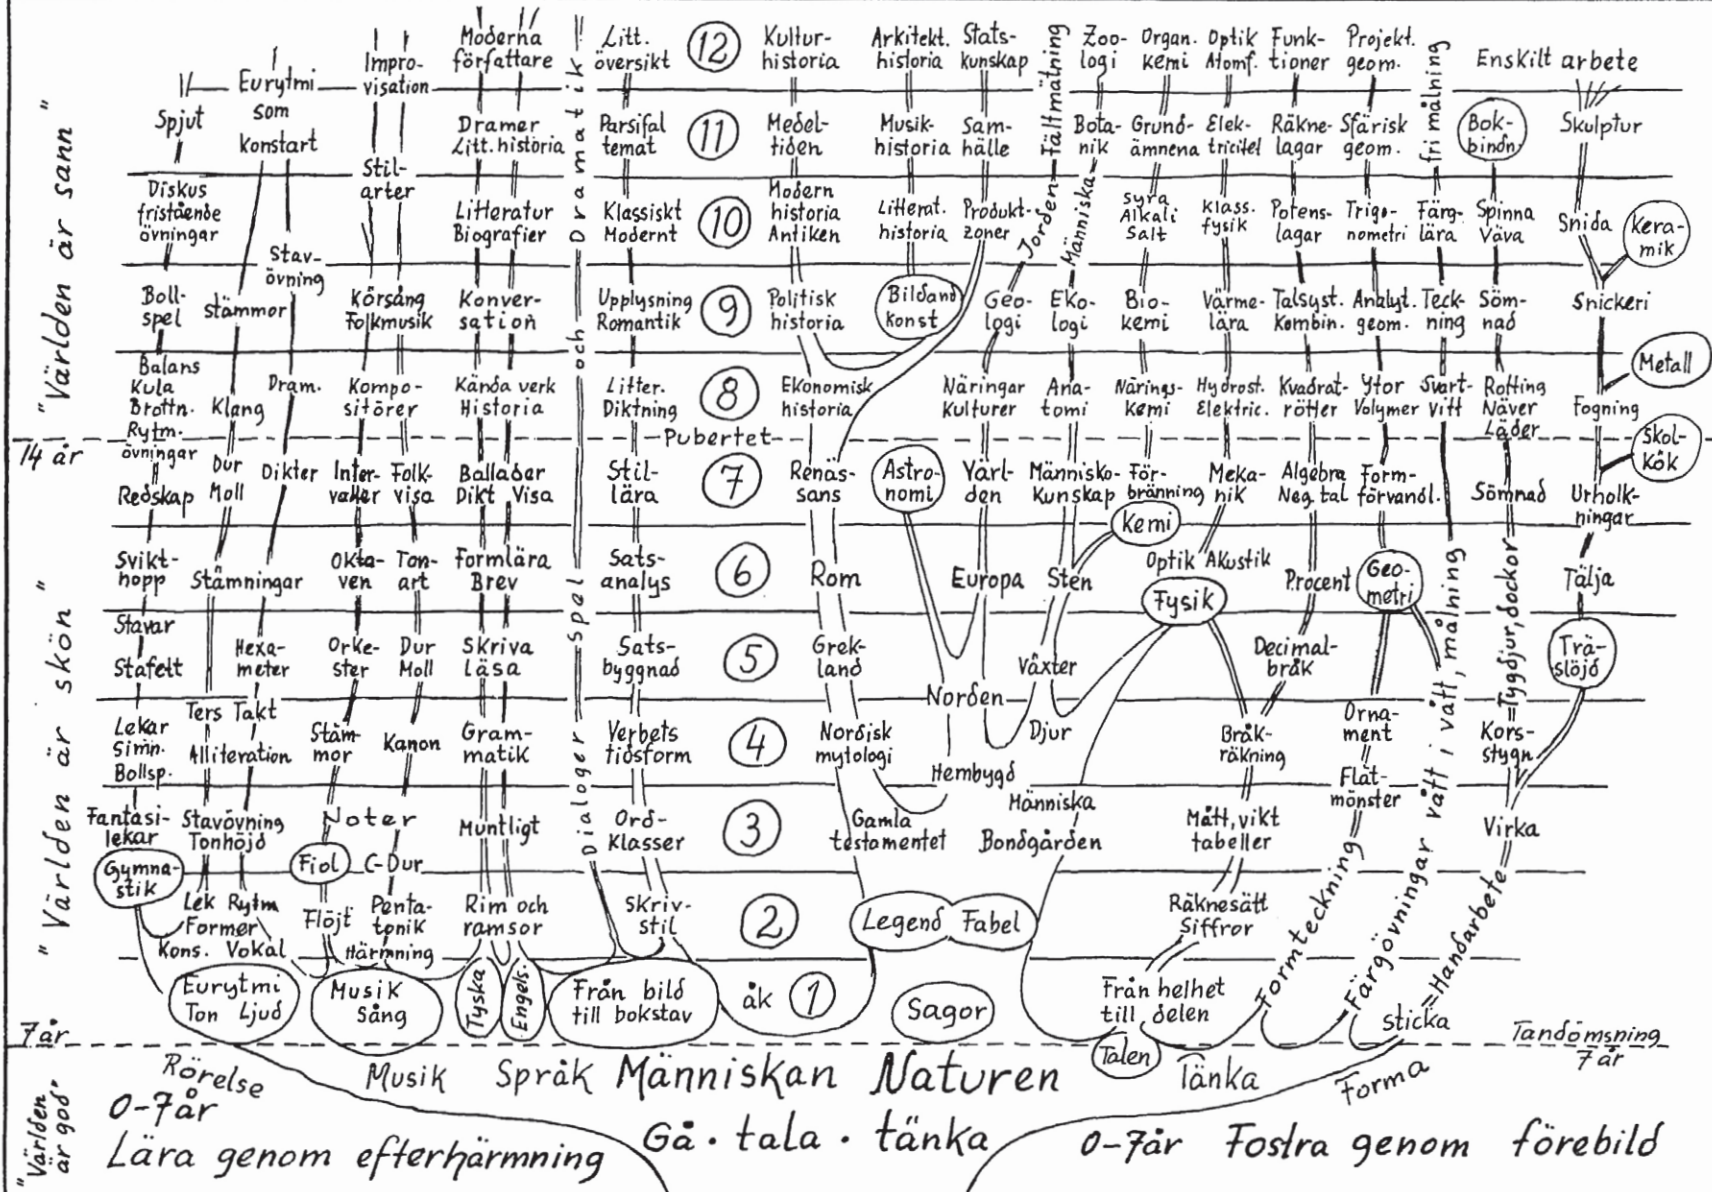 Moderna
författare
Litt.
översikt
12
Kultur-
historia
Arkitekt.
historia
Stats-
kunskap
Zoo-
logi
Organ.
kemi
Optik
Atomf.
Funk-
tioner
Projekt.
geom.
Enskilt arbete
Impro-
visation
Eurytmi
som
konstart
Spjut
Dramer
Litt. historia
Parsifal
temat
11
Medel-
tiden
Musik-
historia
Sam-
hälle
Bota-
nik
Grund-
ämnena
Elek-
tricitet
Räkne-
lagar
Sfärisk
geom.
Bok-
bindn.
Skulptur
Stil-
arter
Diskus
fristående
övningar
Litteratur
Biografier
Klassiskt
Modernt
10
Modern
historia
Antiken
Litterat.
historia
Produkt-
zoner
Jorden-Fältmätning
Människa-
Syra
Alkali
Salt
Klass.
fysik
Potens-
lagar
Trigo-
nometri
Färg-
lära
fri målning
Spinna
Väva
Snida
Kera-
mik
Stav-
övning
Boll-
spel
Stämmor
Körsång
Folkmusik
Konver-
sation
Upplysning
Romantik
9
Politisk
historia
Bildand
konst
Geo-
logi
Eko-
logi
Bio-
kemi
Värme-
lära
Talsyst.
Kombin.
Analyt.
geom.
Teck-
ning
Söm-
nad
Snickeri
Balans
Kula
Brottn.
Rytm.
övningar
Klang
Dram.
Kompo-
sitörer
Kända verk
Historia
Litter.
Diktning
8
Ekonomisk
historia
Näringar
Kulturer
Ana-
tomi
Närings-
kemi
Hydrost.
Elektric.
Kvadrat-
rötter
Ytor
Volymer
Svart-
vitt
Rotting
Näver
Läder
Fogning
Metall
14 år
Pubertet
Redskap
Dur
Moll
Dikter
Inter-
valler
Folk-
visa
Ballader
Dikt Visa
Stil-
lära
7
Renäs-
sans
Astro-
nomi
Värl-
den
Människo-
kunskap
För-
bränning
Meka-
nik
Algebra
Neg. tal
Form-
förvandl.
Sömnad
Urholk-
ningar
Skol-
kök
Kemi
Svikt-
hopp
Stämningar
Okta-
ven
Ton-
art
Formlära
Brev
Sats-
analys
6
Rom
Europa
Sten
Optik Akustik
Fysik
Procent
Geo-
metri
Tälja
Stavar
Stafett
Hexa-
meter
Orke-
ster
Dur
Moll
Skriva
läsa
Sats-
byggnad
5
Grek-
land
Norden
Växter
Decimal-
bråk
Trä-
slöjd
Lekar
Simn.
Bollsp.
Ters Takt
Alliteration
Stäm-
mor
Kanon
Gram-
matik
Verbets
tidsform
4
Nordisk
mytologi
Hembygd
Djur
Bråk-
räkning
Orna-
ment
Flät-
mönster
Kors-
stygn
=Tygdjur, dockor
Fantasi-
lekar
Gymna-
stik
Stavövning
Tonhöjd
Noter
Fiol
C-Dur
Muntligt
Ord-
klasser
3
Gamla
testamentet
Människa
Bondgården
Mått, vikt
tabeller
Virka
Lek Rytm
Former
Kons. Vokal
Flöjt
Penta-
tonik
Härmning
Rim och
ramsor
Skriv-
stil
2
Legend
Fabel
Räknesätt
Siffror
Eurytmi
Ton Ljud
Musik
Sång
Tyska
Engels.
Från bild
till bokstav
åk 1
Sagor
Från helhet
till delen
Talen
Formteckning
Färgövningar vått i vått, målning
Sticka
=Handarbete
Dialoger spel och Dramatik!!
"Världen är sann"
"Världen är skön"
7 år
Tandömsning
7 år
Rörelse
Musik
Språk
Människan
Naturen
Tänka
Forma
"Världen
är god"
0-7år
Lära genom efterhärmning
Gå · tala · tänka
0-7år Fostra genom förebild